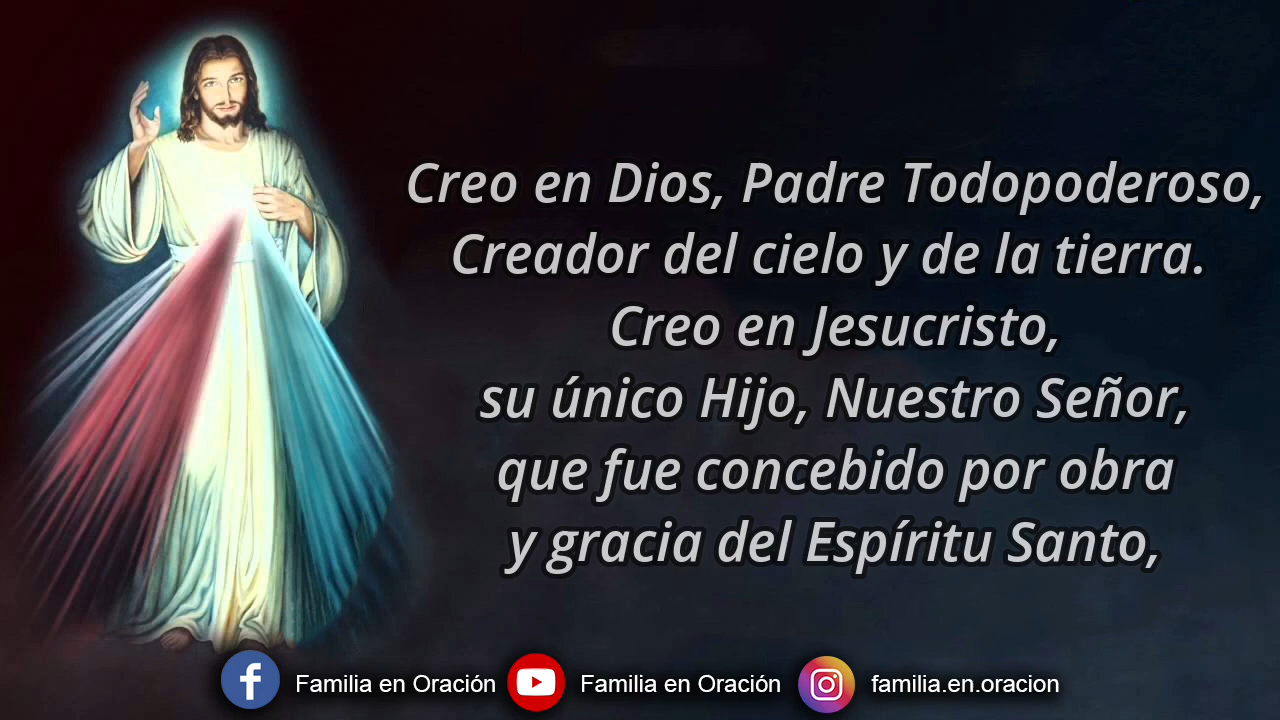 Creo en Dios, Padre Todopoderoso,
Creador del cielo y de la tierra.
Creo en Jesucristo,
su único Hijo, Nuestro Señor,
que fue concebido por obra
y gracia del Espíritu Santo,
Familia en Oración Familia en Oración familia.en.oracion